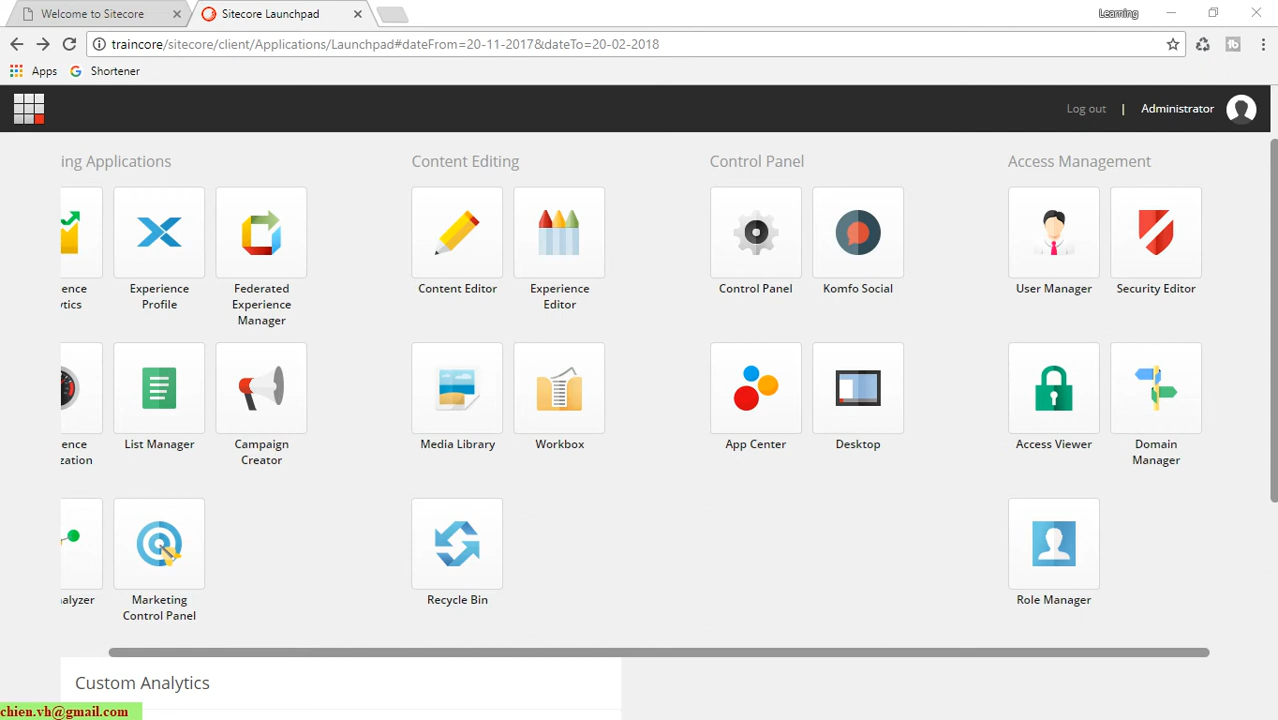 Welcome to Sitecore
Sitecore Launchpad
Learning
traincore/sitecore/client/Applications/Launchpad#dateFrom=20-11-2017&dateTo=20-02-2018
Apps
Shortener
Log out | Administrator
ing Applications
Content Editing
Control Panel
Access Management
ence
ytics
Experience
Profile
Federated
Experience
Manager
Content Editor
Experience
Editor
Control Panel
Komfo Social
User Manager
Security Editor
ence
zation
List Manager
Campaign
Creator
Media Library
Workbox
App Center
Desktop
Access Viewer
Domain
Manager
alyzer
Marketing
Control Panel
Recycle Bin
Role Manager
Custom Analytics
chien.vh@gmail.com